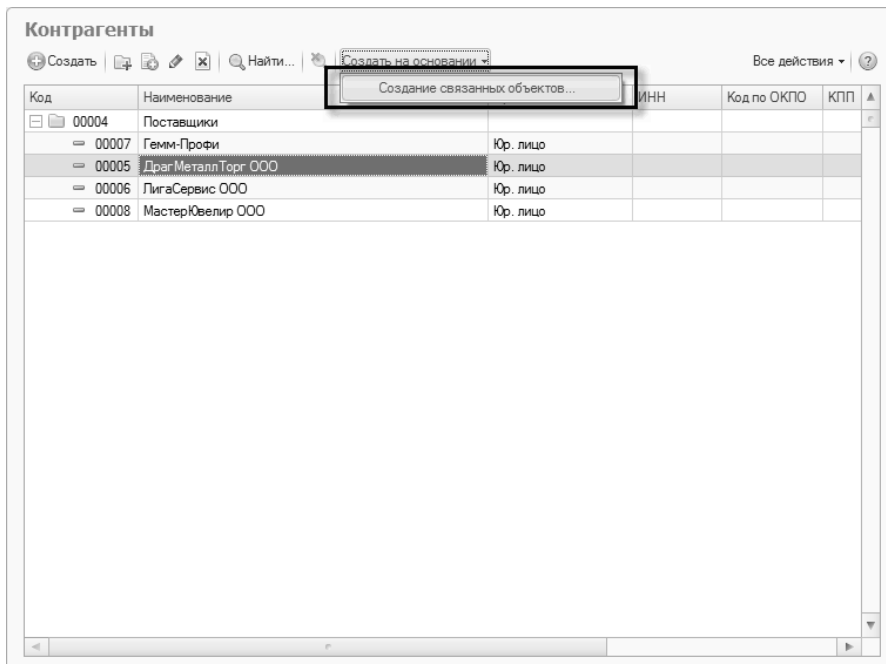 Контрагенты
Создать Найти... Создать на основании Все действия ?
Создание связанных объектов...
Код Наименование ИНН Код по ОКПО КПП
00004 Поставщики
00007 Гемм-Профи Юр. лицо
00005 ДрагМеталлТорг ООО Юр. лицо
00006 ЛигаСервис ООО Юр. лицо
00008 МастерЮвелир ООО Юр. лицо